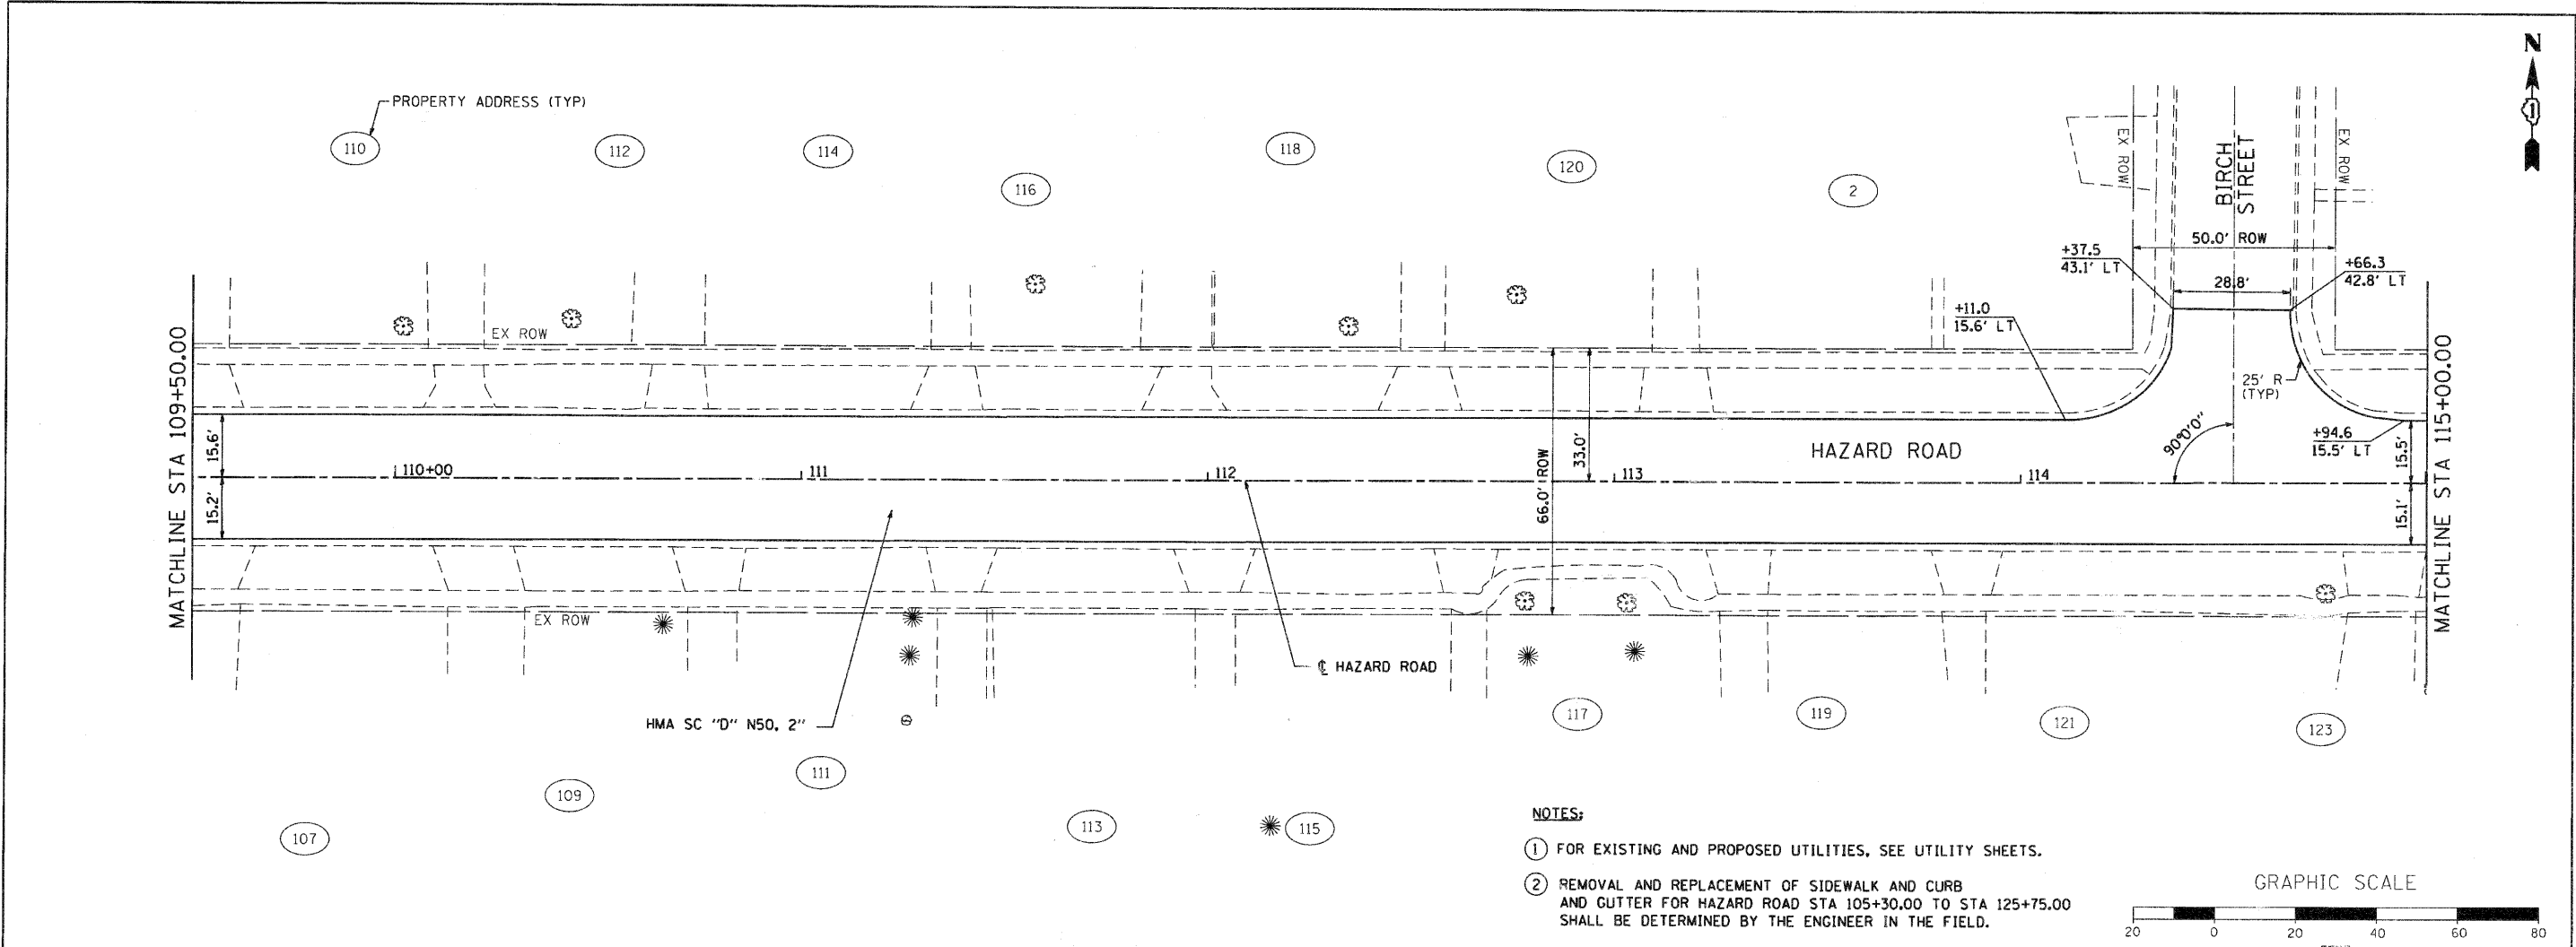 N
1
PROPERTY ADDRESS (TYP)
110
112
114
116
118
120
2
EX ROW
BIRCH
STREET
EX ROW
50.0' ROW
+37.5
43.1' LT
+66.3
42.8' LT
28.8'
+11.0
15.6' LT
EX ROW
25' R
(TYP)
90°0'0"
+94.6
15.5' LT
MATCHLINE STA 109+50.00
15.6'
15.2'
110+00
111
112
113
114
66.0' ROW
33.0'
HAZARD ROAD
15.5'
15.1'
MATCHLINE STA 115+00.00
EX ROW
℄ HAZARD ROAD
HMA SC "D" N50, 2"
107
109
111
113
115
117
119
121
123
NOTES:
1 FOR EXISTING AND PROPOSED UTILITIES, SEE UTILITY SHEETS.
2 REMOVAL AND REPLACEMENT OF SIDEWALK AND CURB
AND GUTTER FOR HAZARD ROAD STA 105+30.00 TO STA 125+75.00
SHALL BE DETERMINED BY THE ENGINEER IN THE FIELD.
GRAPHIC SCALE
20 0 20 40 60 80